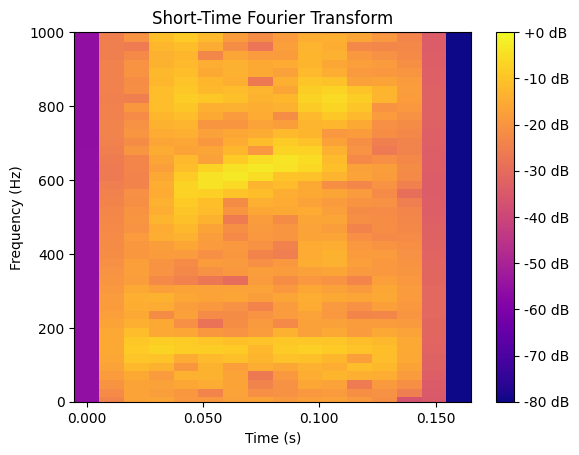 Short-Time Fourier Transform
Frequency (Hz)
1000
800
600
400
200
0
0.000 0.050 0.100 0.150
Time (s)
+0 dB
-10 dB
-20 dB
-30 dB
-40 dB
-50 dB
-60 dB
-70 dB
-80 dB